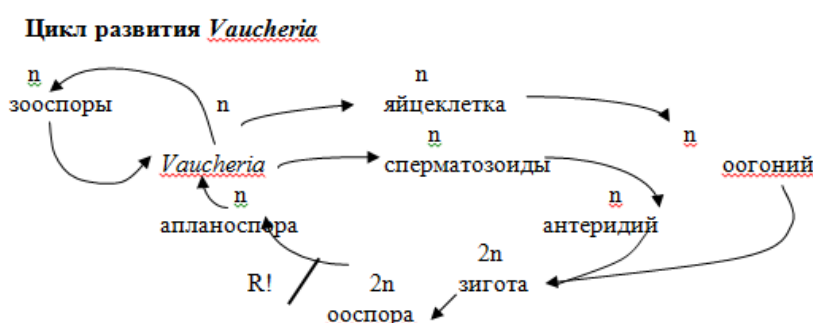 Цикл развития Vaucheria
n n
зооспоры n яйцеклетка
n n
Vaucheria сперматозоиды оогоний
n n
апланоспора антеридий
2n
R! 2n зигота
ооспора